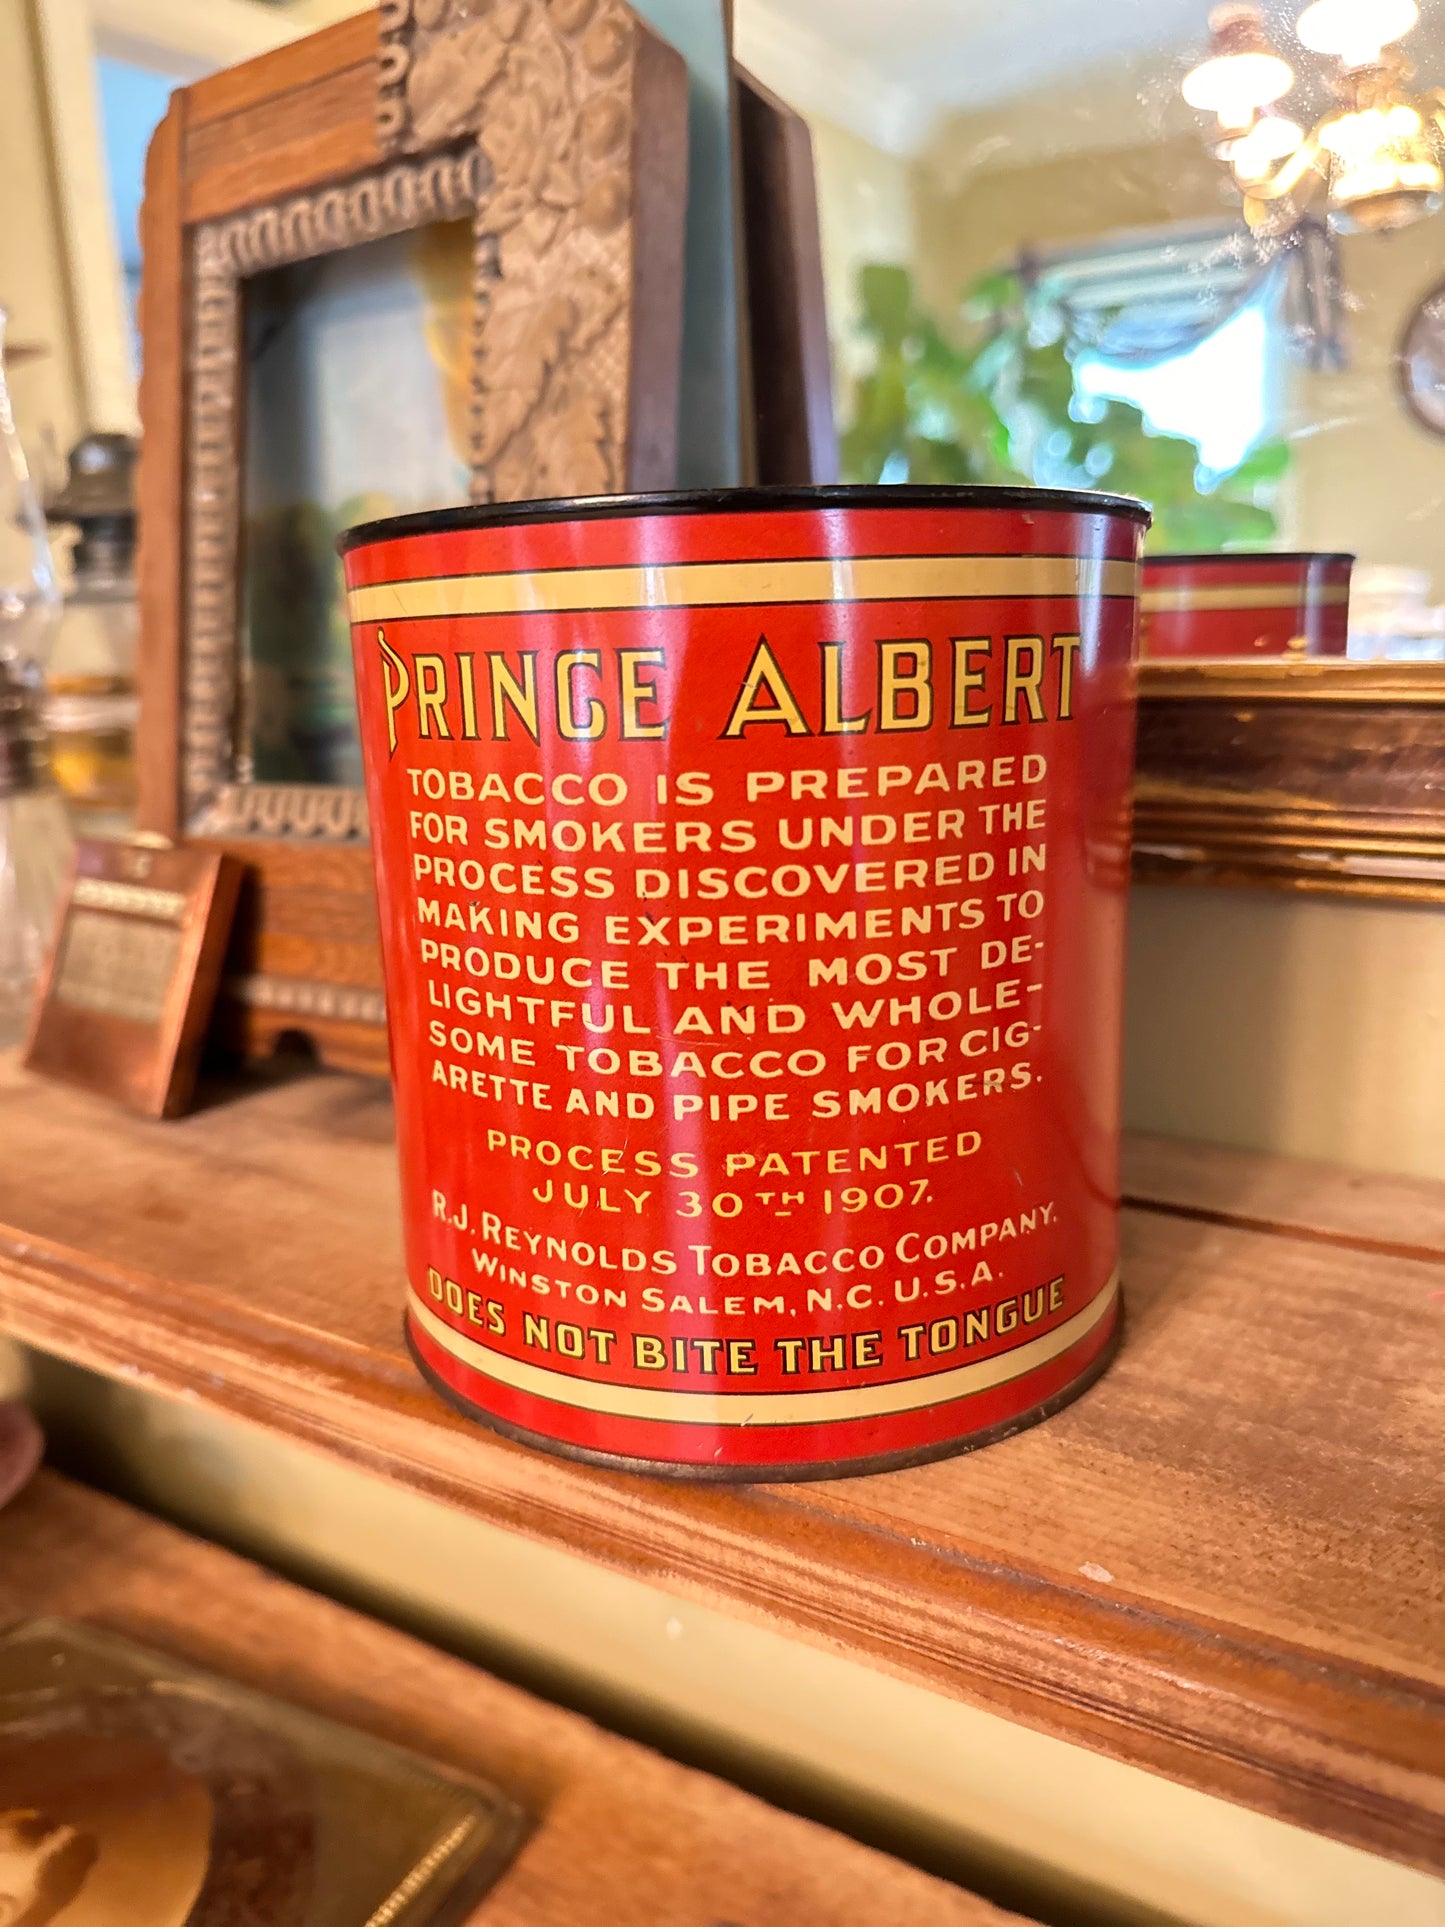 PRINCE ALBERT
TOBACCO IS PREPARED
FOR SMOKERS UNDER THE
PROCESS DISCOVERED IN
MAKING EXPERIMENTS TO
PRODUCE THE MOST DE-
LIGHTFUL AND WHOLE-
SOME TOBACCO FOR CIG-
ARETTE AND PIPE SMOKERS.
PROCESS PATENTED
JULY 30TH 1907.
R.J. REYNOLDS TOBACCO COMPANY.
WINSTON SALEM, N.C. U.S.A.
DOES NOT BITE THE TONGUE